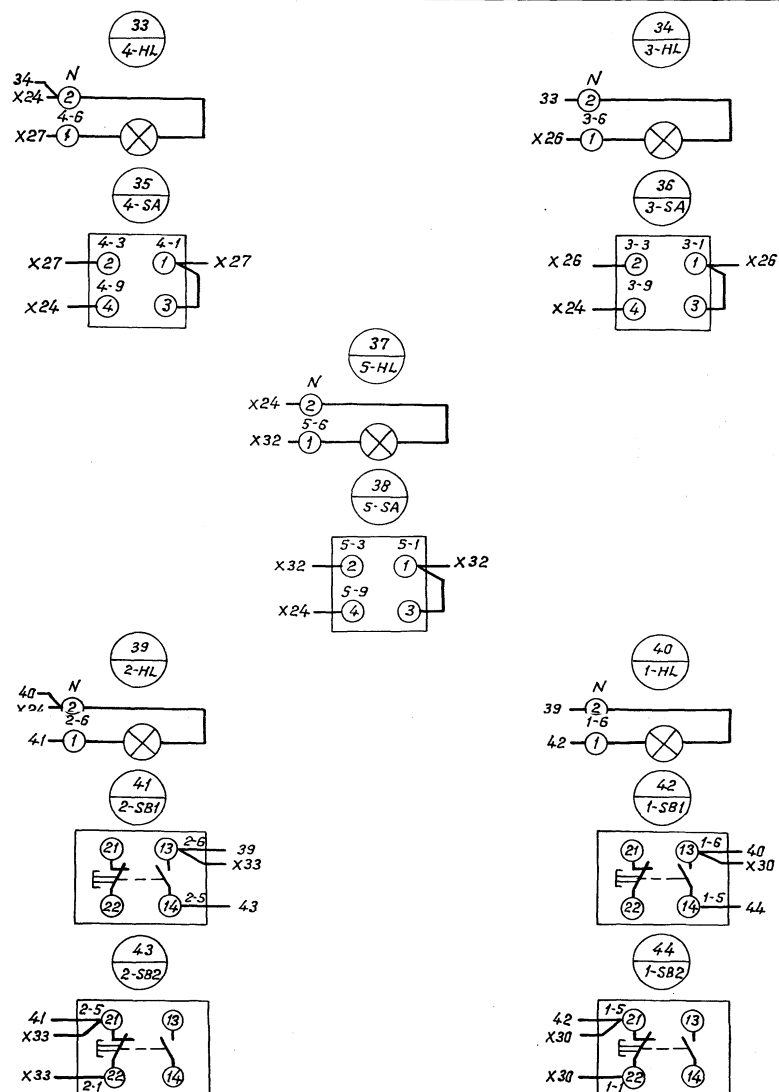 33
4-HL
34
3-HL
34
N
X24
2
4-6
X27
1
N
33
2
3-6
X26
1
35
4-SA
36
3-SA
4-3
4-1
X27
2
1
X27
4-9
X24
4
3
3-3
3-1
X26
2
1
X26
3-9
X24
4
3
37
5-HL
N
X24
2
5-6
X32
1
38
5-SA
5-3
5-1
X32
2
1
X32
5-9
X24
4
3
39
2-HL
40
1-HL
40
N
X24
2
2-6
41
1
N
39
2
1-6
42
1
41
2-SB1
42
1-SB1
21
13
2-6
39
X33
22
14
2-5
43
21
13
1-6
40
X30
22
14
1-5
44
43
2-SB2
44
1-SB2
41
2-5
21
13
X33
X33
2-1
22
14
42
1-5
21
13
X30
X30
1-1
22
14